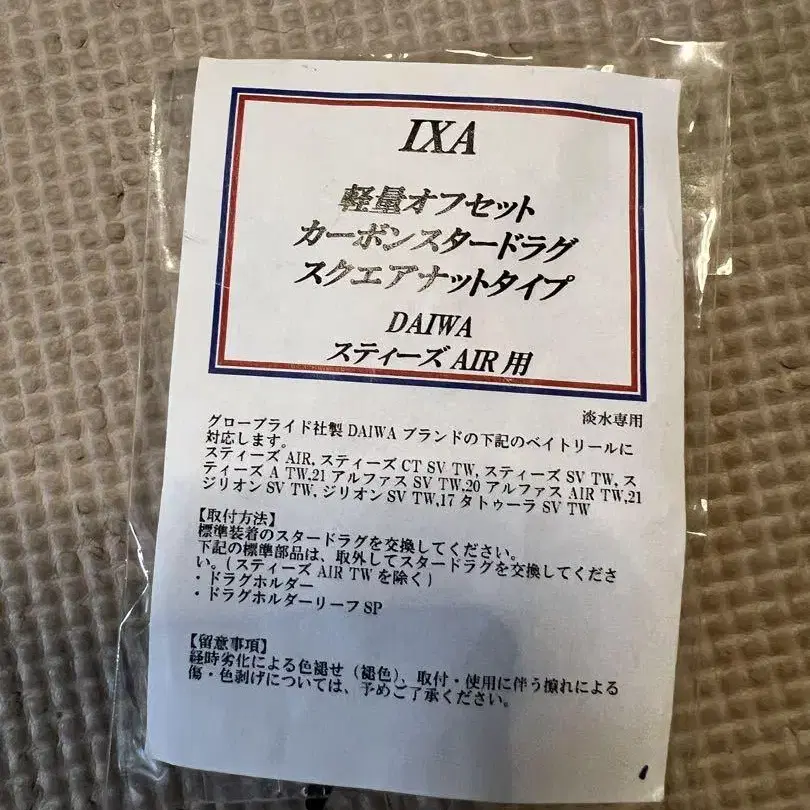 IXA
軽量オフセット
カーボンスタードラグ
スクエアナットタイプ
DAIWA
スティーズ AIR 用
淡水専用
グローブライド社製 DAIWA ブランドの下記のベイトリールに
対応します。
スティーズ AIR, スティーズ CT SV TW, スティーズ SV TW, ス
ティーズ A TW,21 アルファス SV TW,20 アルファス AIR TW,21
ジリオン SV TW, ジリオン SV TW,17 タトゥーラ SV TW
【取付方法】
標準装着のスタードラグを交換してください。
下記の標準部品は、取外してスタードラグを交換してくださ
い。( スティーズ AIR TW を除く )
・ドラグホルダー
・ドラグホルダーリーフ SP
【留意事項】
経時劣化による色褪せ（褪色）、取付・使用に伴う擦れによる
傷・色剥げについては、予めご了承ください。